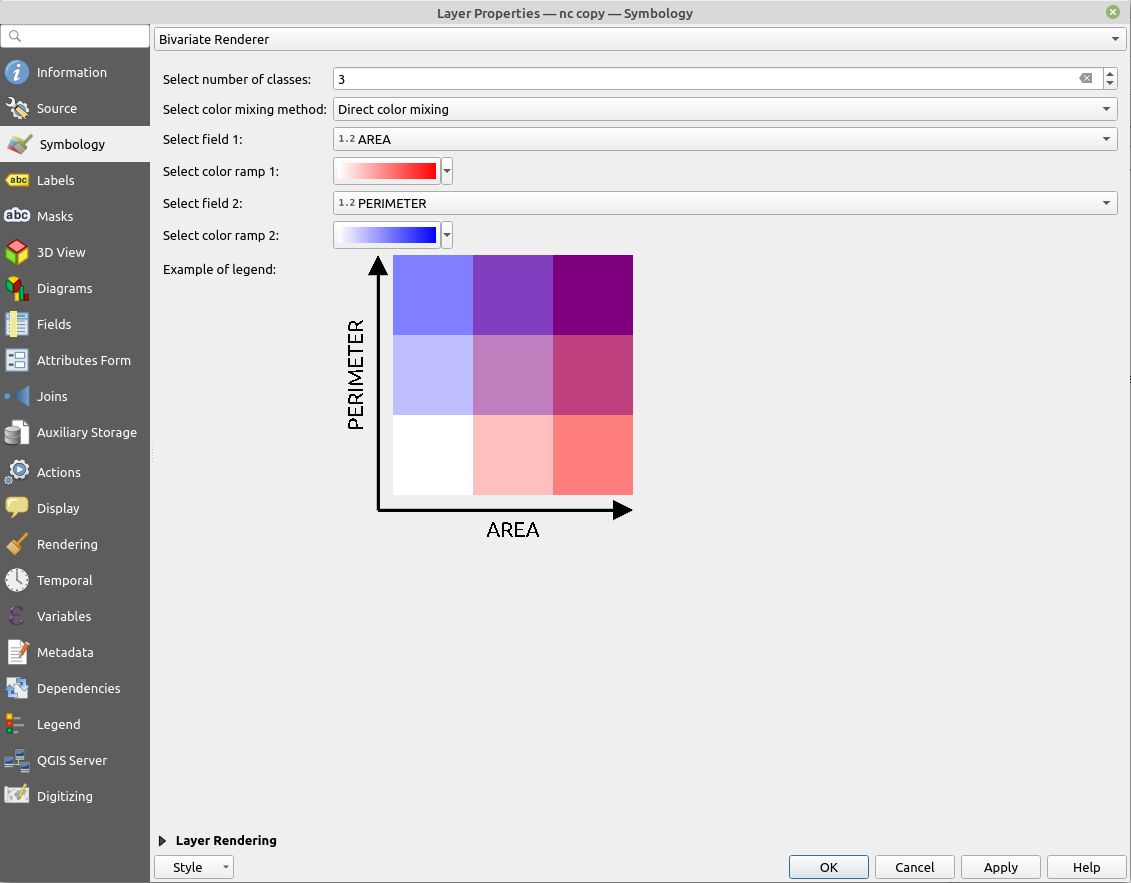 Layer Properties — nc copy — Symbology
Information
Source
Symbology
abc Labels
abc Masks
3D View
Diagrams
Fields
Attributes Form
Joins
Auxiliary Storage
Actions
Display
Rendering
Temporal
Variables
Metadata
Dependencies
Legend
QGIS Server
Digitizing
Bivariate Renderer
Select number of classes: 3
Select color mixing method: Direct color mixing
Select field 1: 1.2 AREA
Select color ramp 1:
Select field 2: 1.2 PERIMETER
Select color ramp 2:
Example of legend:
PERIMETER
AREA
Layer Rendering
Style OK Cancel Apply Help